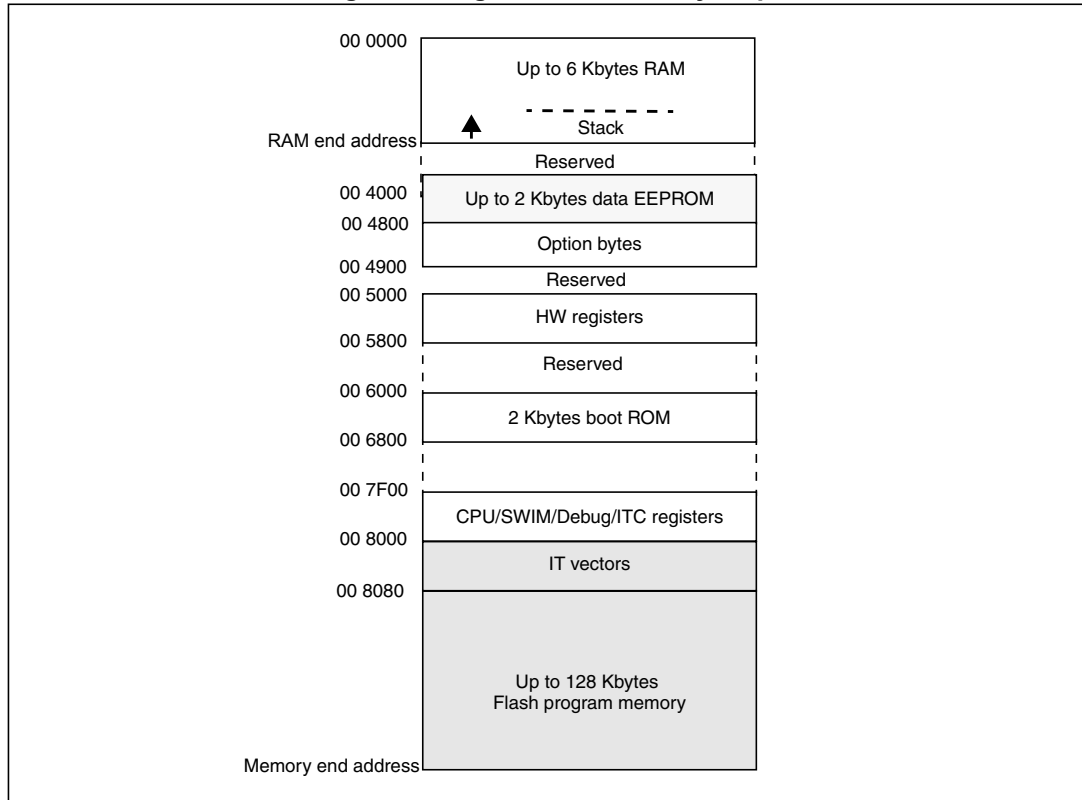 00 0000
Up to 6 Kbytes RAM
Stack
RAM end address
Reserved
00 4000
Up to 2 Kbytes data EEPROM
00 4800
Option bytes
00 4900
Reserved
00 5000
HW registers
00 5800
Reserved
00 6000
2 Kbytes boot ROM
00 6800
00 7F00
CPU/SWIM/Debug/ITC registers
00 8000
IT vectors
00 8080
Up to 128 Kbytes
Flash program memory
Memory end address